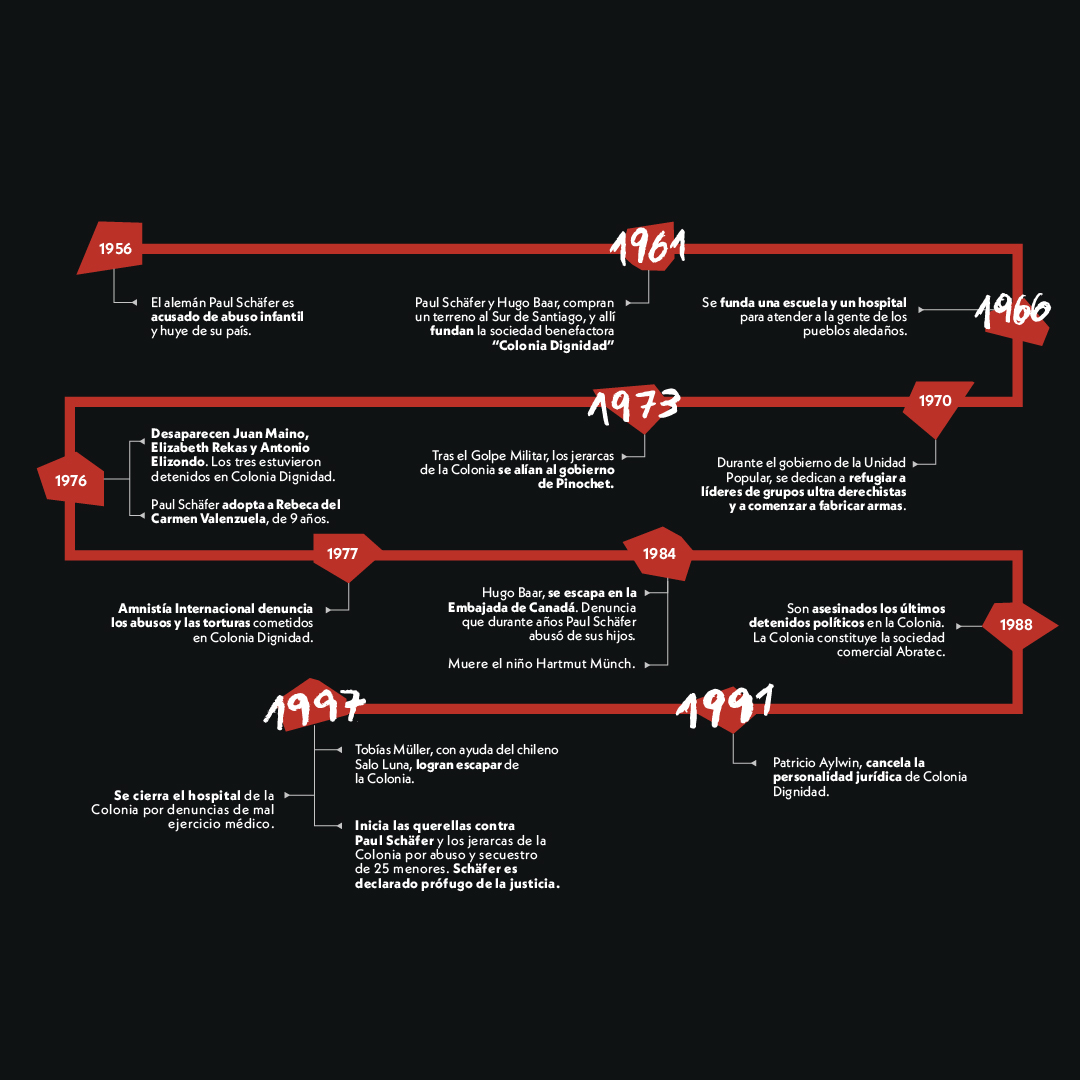 1956
El alemán Paul Schäfer es
acusado de abuso infantil
y huye de su país.
1961
Paul Schäfer y Hugo Baar, compran
un terreno al Sur de Santiago, y allí
fundan la sociedad benefactora
“Colonia Dignidad”
1966
Se funda una escuela y un hospital
para atender a la gente de los
pueblos aledaños.
1970
Durante el gobierno de la Unidad
Popular, se dedican a refugiar a
líderes de grupos ultra derechistas
y a comenzar a fabricar armas.
1973
Tras el Golpe Militar, los jerarcas
de la Colonia se alían al gobierno
de Pinochet.
1976
Desaparecen Juan Maino,
Elizabeth Rekas y Antonio
Elizondo. Los tres estuvieron
detenidos en Colonia Dignidad.
Paul Schäfer adopta a Rebeca del
Carmen Valenzuela, de 9 años.
1977
Amnistía Internacional denuncia
los abusos y las torturas cometidos
en Colonia Dignidad.
1984
Hugo Baar, se escapa en la
Embajada de Canadá. Denuncia
que durante años Paul Schäfer
abusó de sus hijos.
Muere el niño Hartmut Münch.
1988
Son asesinados los últimos
detenidos políticos en la Colonia.
La Colonia constituye la sociedad
comercial Abratec.
1991
Patricio Aylwin, cancela la
personalidad jurídica de Colonia
Dignidad.
1997
Tobías Müller, con ayuda del chileno
Salo Luna, logran escapar de
la Colonia.
Se cierra el hospital de la
Colonia por denuncias de mal
ejercicio médico.
Inicia las querellas contra
Paul Schäfer y los jerarcas de la
Colonia por abuso y secuestro
de 25 menores. Schäfer es
declarado prófugo de la justicia.